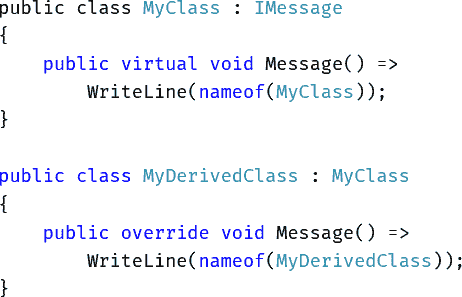 public class MyClass : IMessage
{
    public virtual void Message() =>
        WriteLine(nameof(MyClass));
}

public class MyDerivedClass : MyClass
{
    public override void Message() =>
        WriteLine(nameof(MyDerivedClass));
}